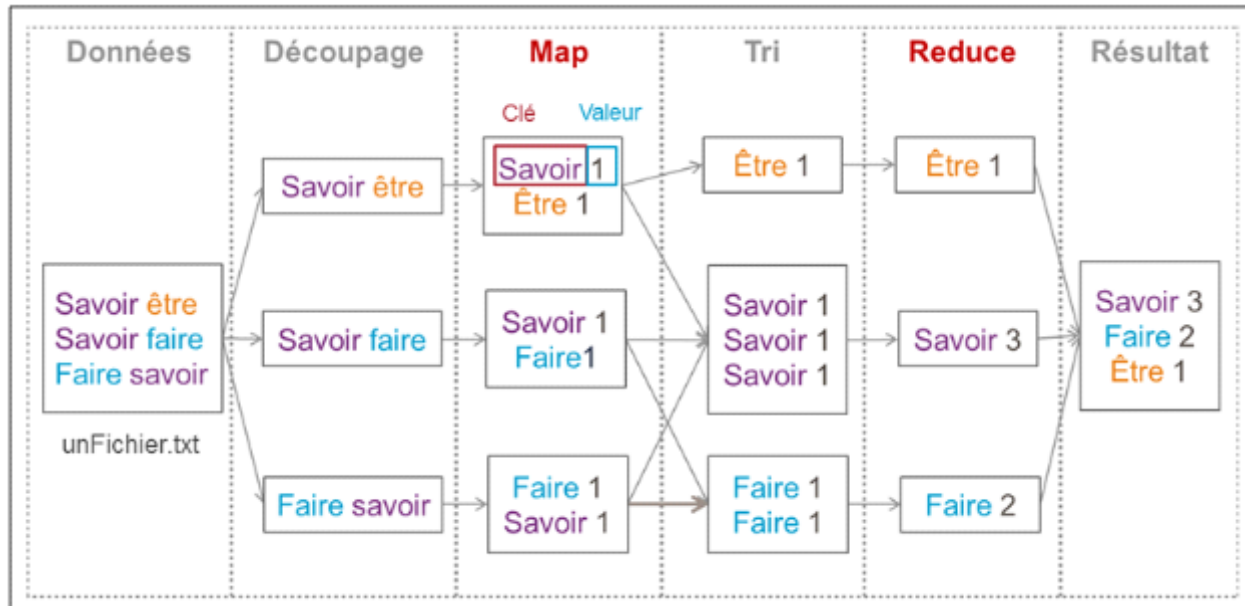 Données
Découpage
Map
Tri
Reduce
Résultat
Clé
Valeur
Savoir être
Savoir faire
Faire savoir
unFichier.txt
Savoir être
Savoir faire
Faire savoir
Savoir 1
Être 1
Savoir 1
Faire1
Faire 1
Savoir 1
Être 1
Savoir 1
Savoir 1
Savoir 1
Faire 1
Faire 1
Être 1
Savoir 3
Faire 2
Savoir 3
Faire 2
Être 1